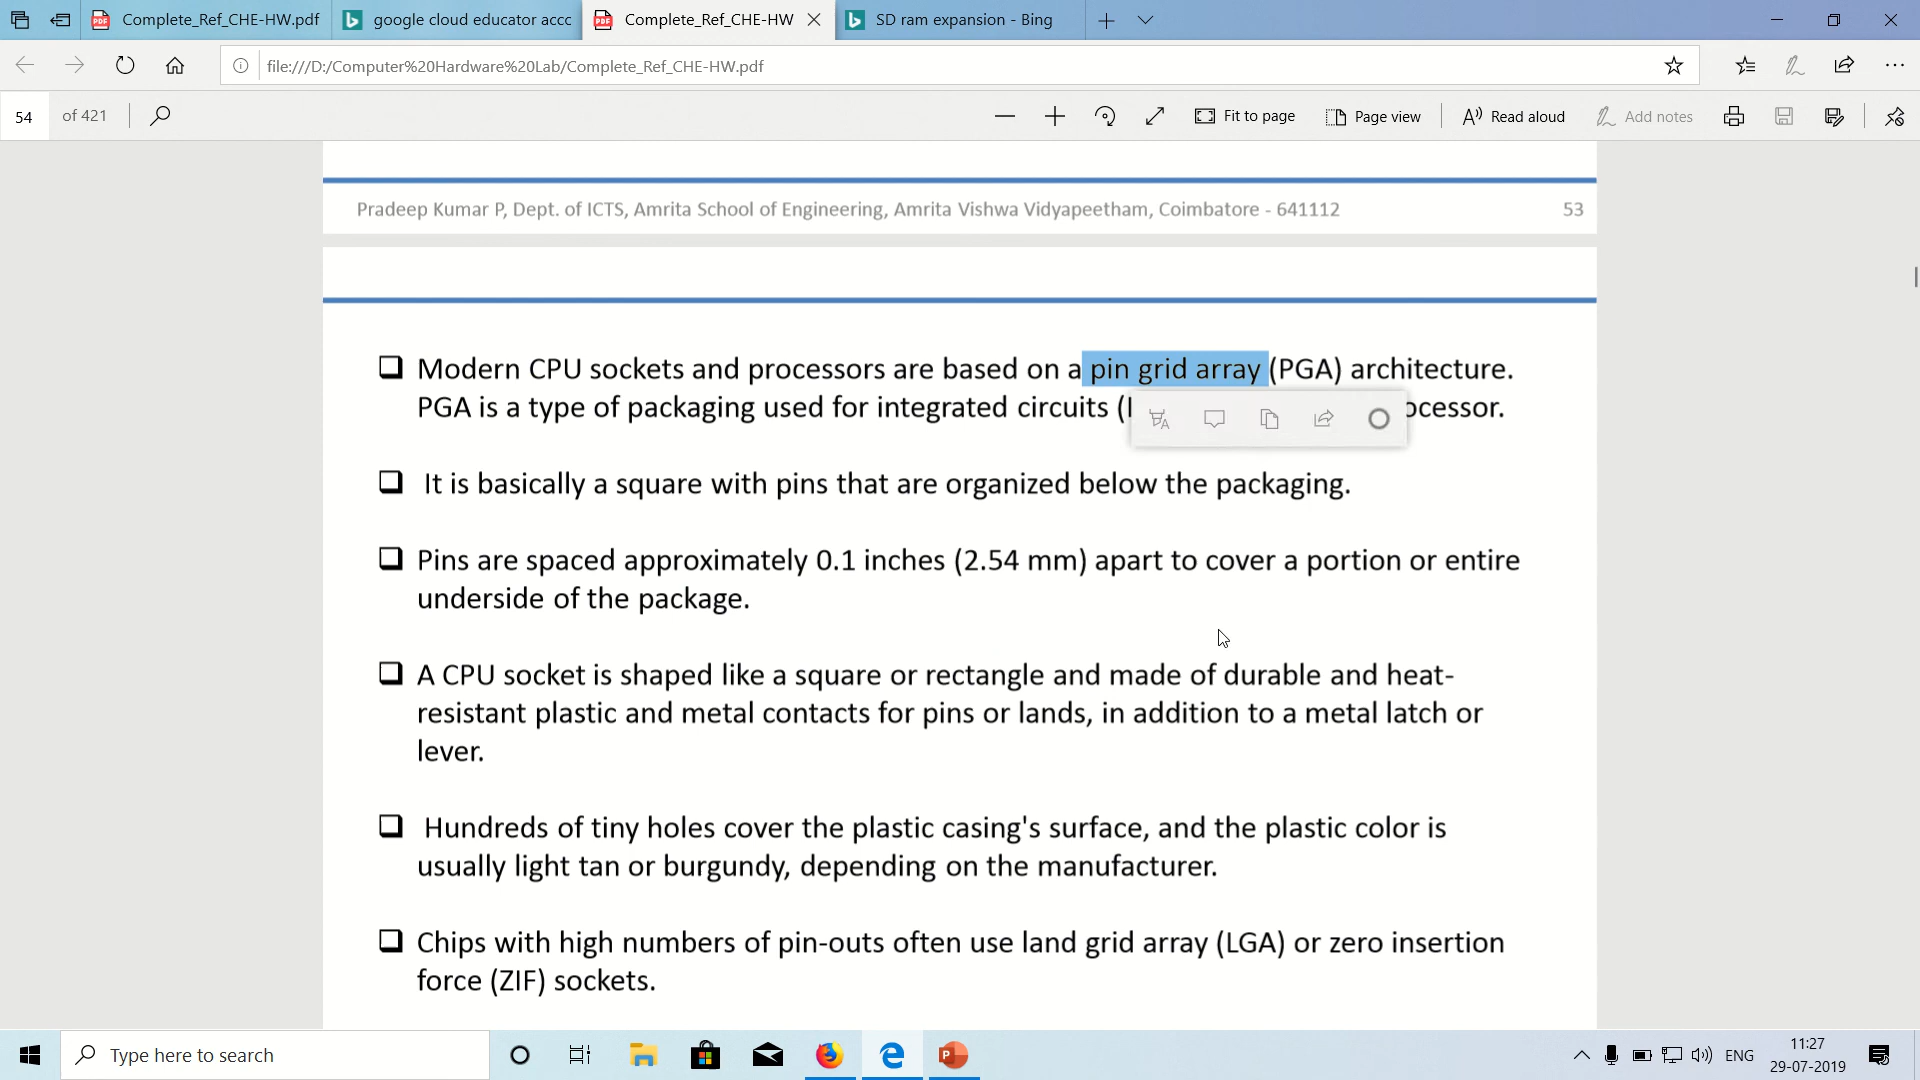 Complete_Ref_CHE-HW.pdf
google cloud educator accc
Complete_Ref_CHE-HW
SD ram expansion - Bing
file:///D:/Computer%20Hardware%20Lab/Complete_Ref_CHE-HW.pdf
54 of 421
Fit to page
Page view
Read aloud
Add notes
Pradeep Kumar P, Dept. of ICTS, Amrita School of Engineering, Amrita Vishwa Vidyapeetham, Coimbatore - 641112 53
Modern CPU sockets and processors are based on a pin grid array (PGA) architecture.
PGA is a type of packaging used for integrated circuits (
It is basically a square with pins that are organized below the packaging.
Pins are spaced approximately 0.1 inches (2.54 mm) apart to cover a portion or entire
underside of the package.
A CPU socket is shaped like a square or rectangle and made of durable and heat-
resistant plastic and metal contacts for pins or lands, in addition to a metal latch or
lever.
Hundreds of tiny holes cover the plastic casing's surface, and the plastic color is
usually light tan or burgundy, depending on the manufacturer.
Chips with high numbers of pin-outs often use land grid array (LGA) or zero insertion
force (ZIF) sockets.
Type here to search
ENG
11:27
29-07-2019